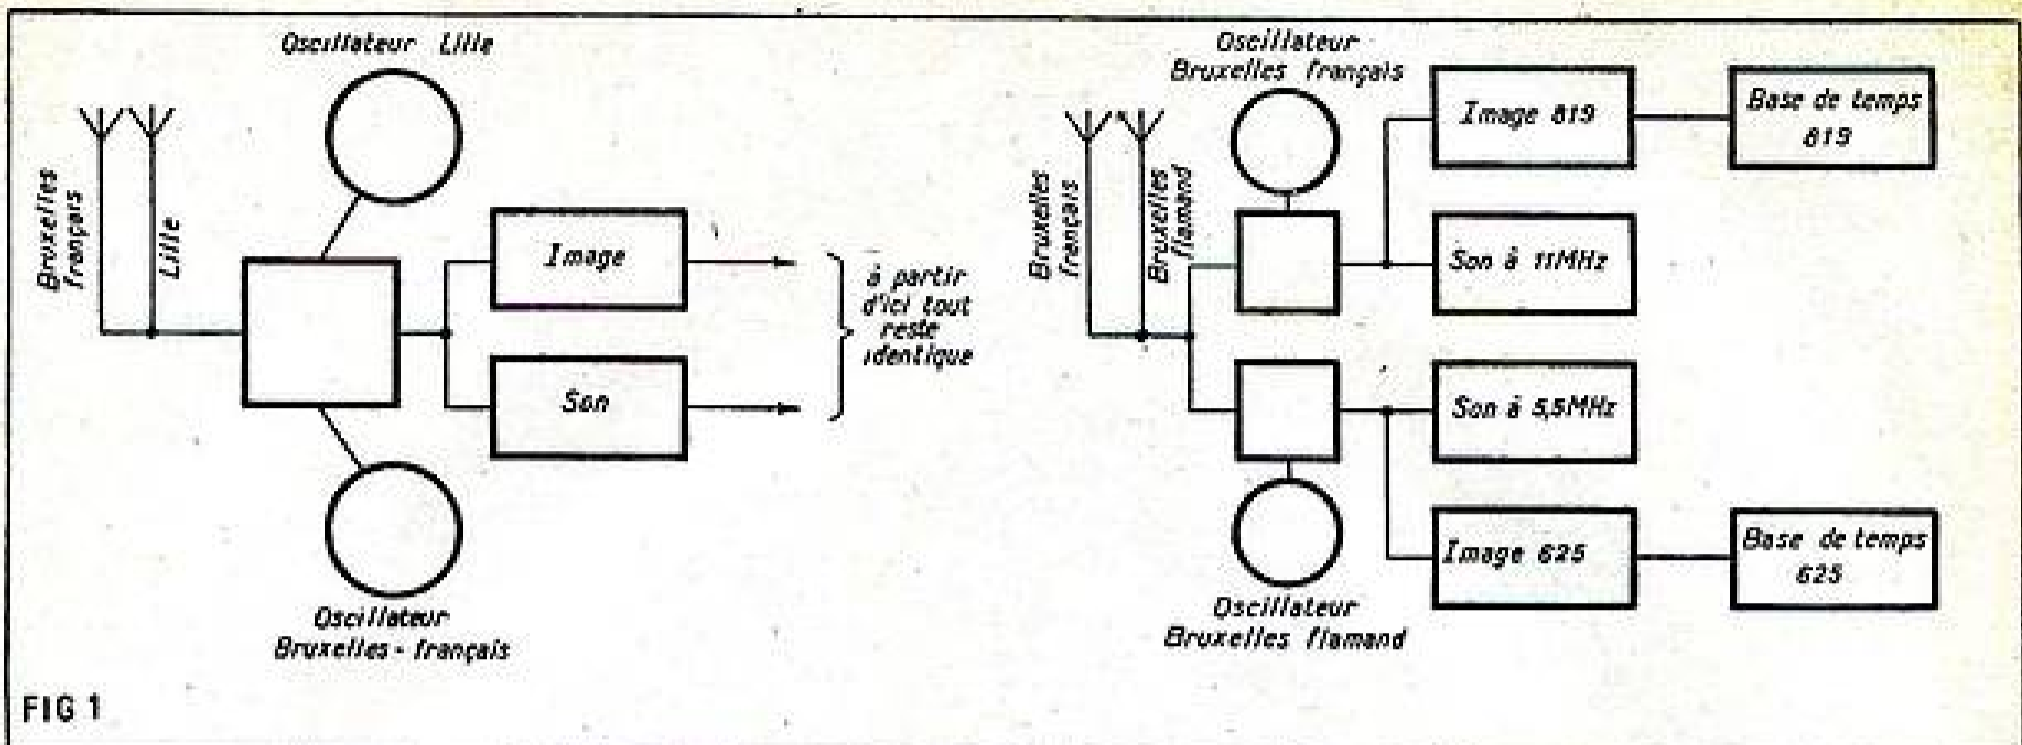 Oscillateur Lille
Bruxelles
français
Lille
Image
Son
à partir
d'ici tout
reste
identique
Oscillateur
Bruxelles - français
Oscillateur
Bruxelles français
Bruxelles
français
Bruxelles
flamand
Image 819
Base de temps
819
Son à 11MHz
Son à 5,5MHz
Image 625
Base de temps
625
Oscillateur
Bruxelles flamand
FIG 1